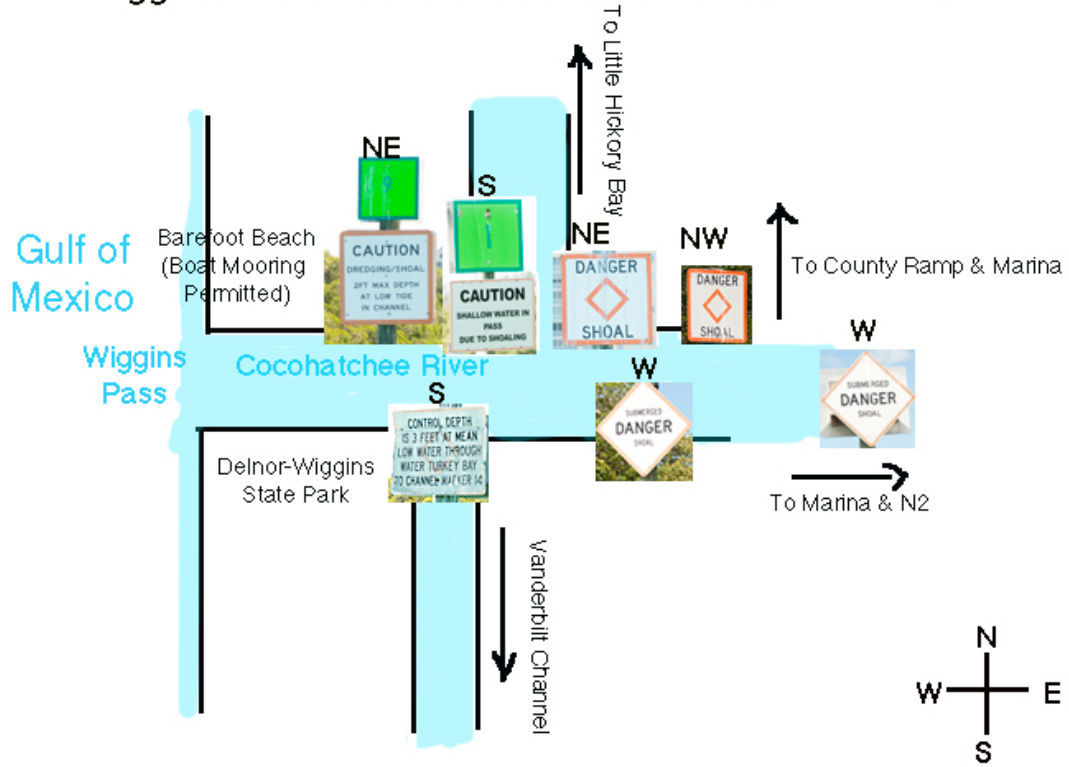 To Little Hickory Bay
NE
9
S
1
NE
NW
CAUTION
DREDGING/SHOAL
2FT MAX DEPTH
AT LOW TIDE
IN CHANNEL
CAUTION
SHALLOW WATER IN
PASS
DUE TO SHOALING
DANGER
SHOAL
DANGER
SHOAL
To County Ramp & Marina
Gulf of
Mexico
Barefoot Beach
(Boat Mooring
Permitted)
Wiggins
Pass
Cocohatchee River
S
W
W
CONTROL DEPTH
IS 3 FEET AT MEAN
LOW WATER THROUGH
WATER TURKEY BAY
TO CHANNEL MARKER 14
SUBMERGED
DANGER
SHOAL
SUBMERGED
DANGER
SHOAL
Delnor-Wiggins
State Park
To Marina & N2
Vanderbilt Channel
N
W
E
S